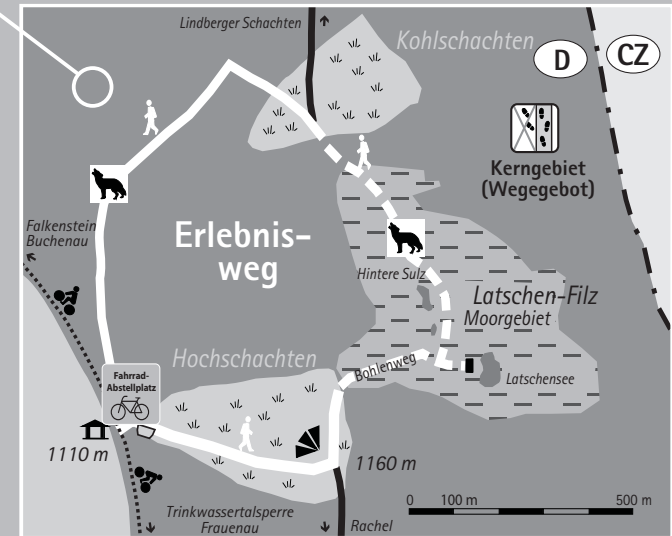 Lindberger Schachten
Kohlschachten
D
CZ
Kerngebiet
(Wegegebot)
Falkenstein
Buchenau
Erlebnis-
weg
Hintere Sulz
Latschen-Filz
Moorgebiet
Hochschachten
Bohlenweg
Latschensee
Fahrrad-
Abstellplatz
1110 m
1160 m
0 100 m 500 m
Trinkwassertalsperre
Frauenau
Rachel